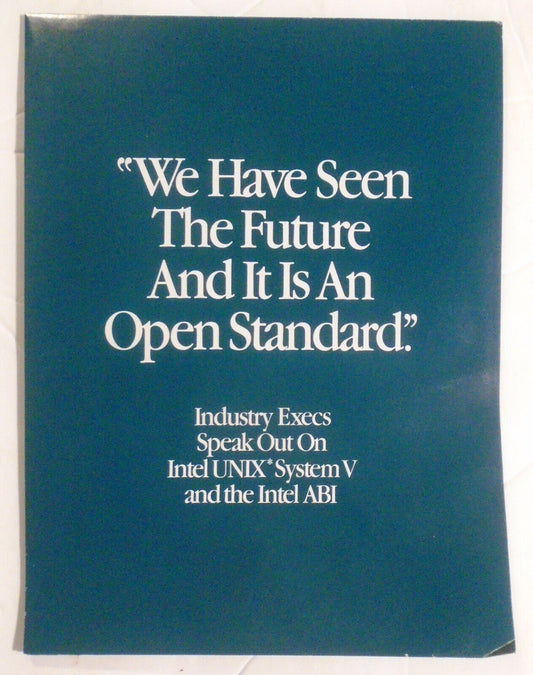 “We Have Seen
The Future
And It Is An
Open Standard.”
Industry Execs
Speak Out On
Intel UNIX* System V
and the Intel ABI